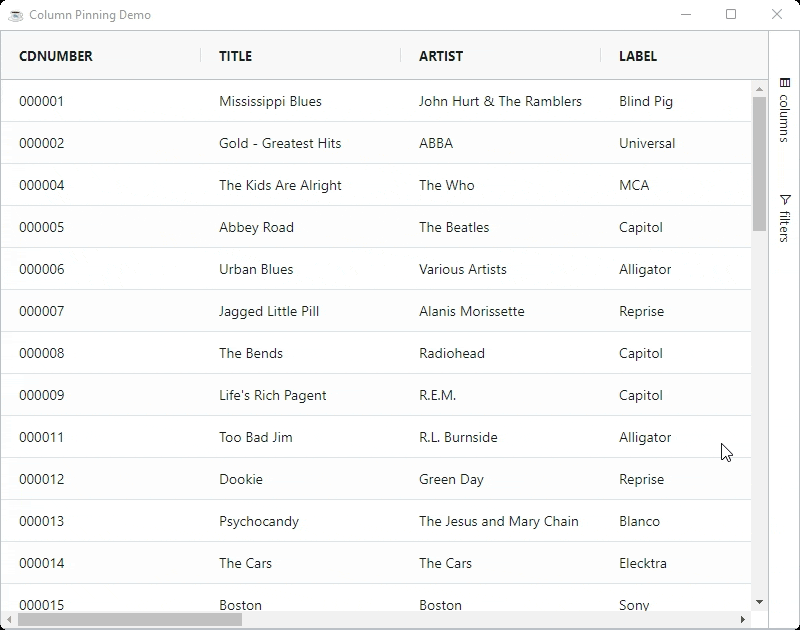 Column Pinning Demo
CDNUMBER TITLE ARTIST LABEL
000001 Mississippi Blues John Hurt & The Ramblers Blind Pig
000002 Gold - Greatest Hits ABBA Universal
000004 The Kids Are Alright The Who MCA
000005 Abbey Road The Beatles Capitol
000006 Urban Blues Various Artists Alligator
000007 Jagged Little Pill Alanis Morissette Reprise
000008 The Bends Radiohead Capitol
000009 Life's Rich Pagent R.E.M. Capitol
000011 Too Bad Jim R.L. Burnside Alligator
000012 Dookie Green Day Reprise
000013 Psychocandy The Jesus and Mary Chain Blanco
000014 The Cars The Cars Elecktra
000015 Boston Boston Sony
columns
filters